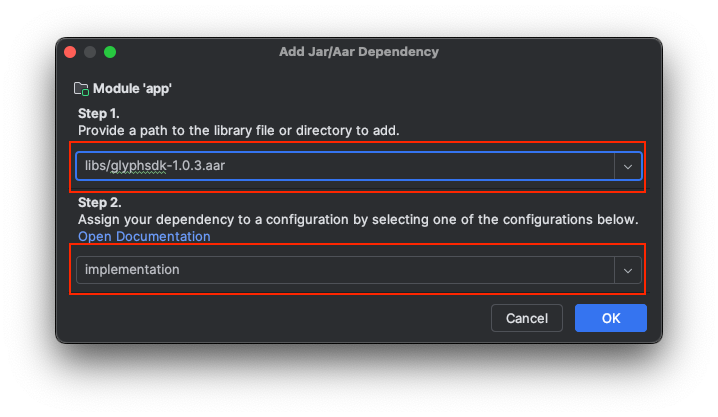 Add Jar/Aar Dependency
Module 'app'
Step 1.
Provide a path to the library file or directory to add.
libs/glyphsdk-1.0.3.aar
Step 2.
Assign your dependency to a configuration by selecting one of the configurations below.
Open Documentation
implementation
Cancel OK